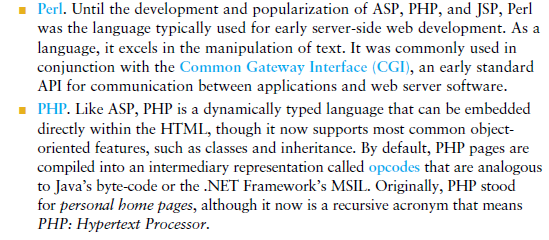 ■ Perl. Until the development and popularization of ASP, PHP, and JSP, Perl
was the language typically used for early server-side web development. As a
language, it excels in the manipulation of text. It was commonly used in
conjunction with the Common Gateway Interface (CGI), an early standard
API for communication between applications and web server software.
■ PHP. Like ASP, PHP is a dynamically typed language that can be embedded
directly within the HTML, though it now supports most common object-
oriented features, such as classes and inheritance. By default, PHP pages are
compiled into an intermediary representation called opcodes that are analogous
to Java’s byte-code or the .NET Framework’s MSIL. Originally, PHP stood
for personal home pages, although it now is a recursive acronym that means
PHP: Hypertext Processor.